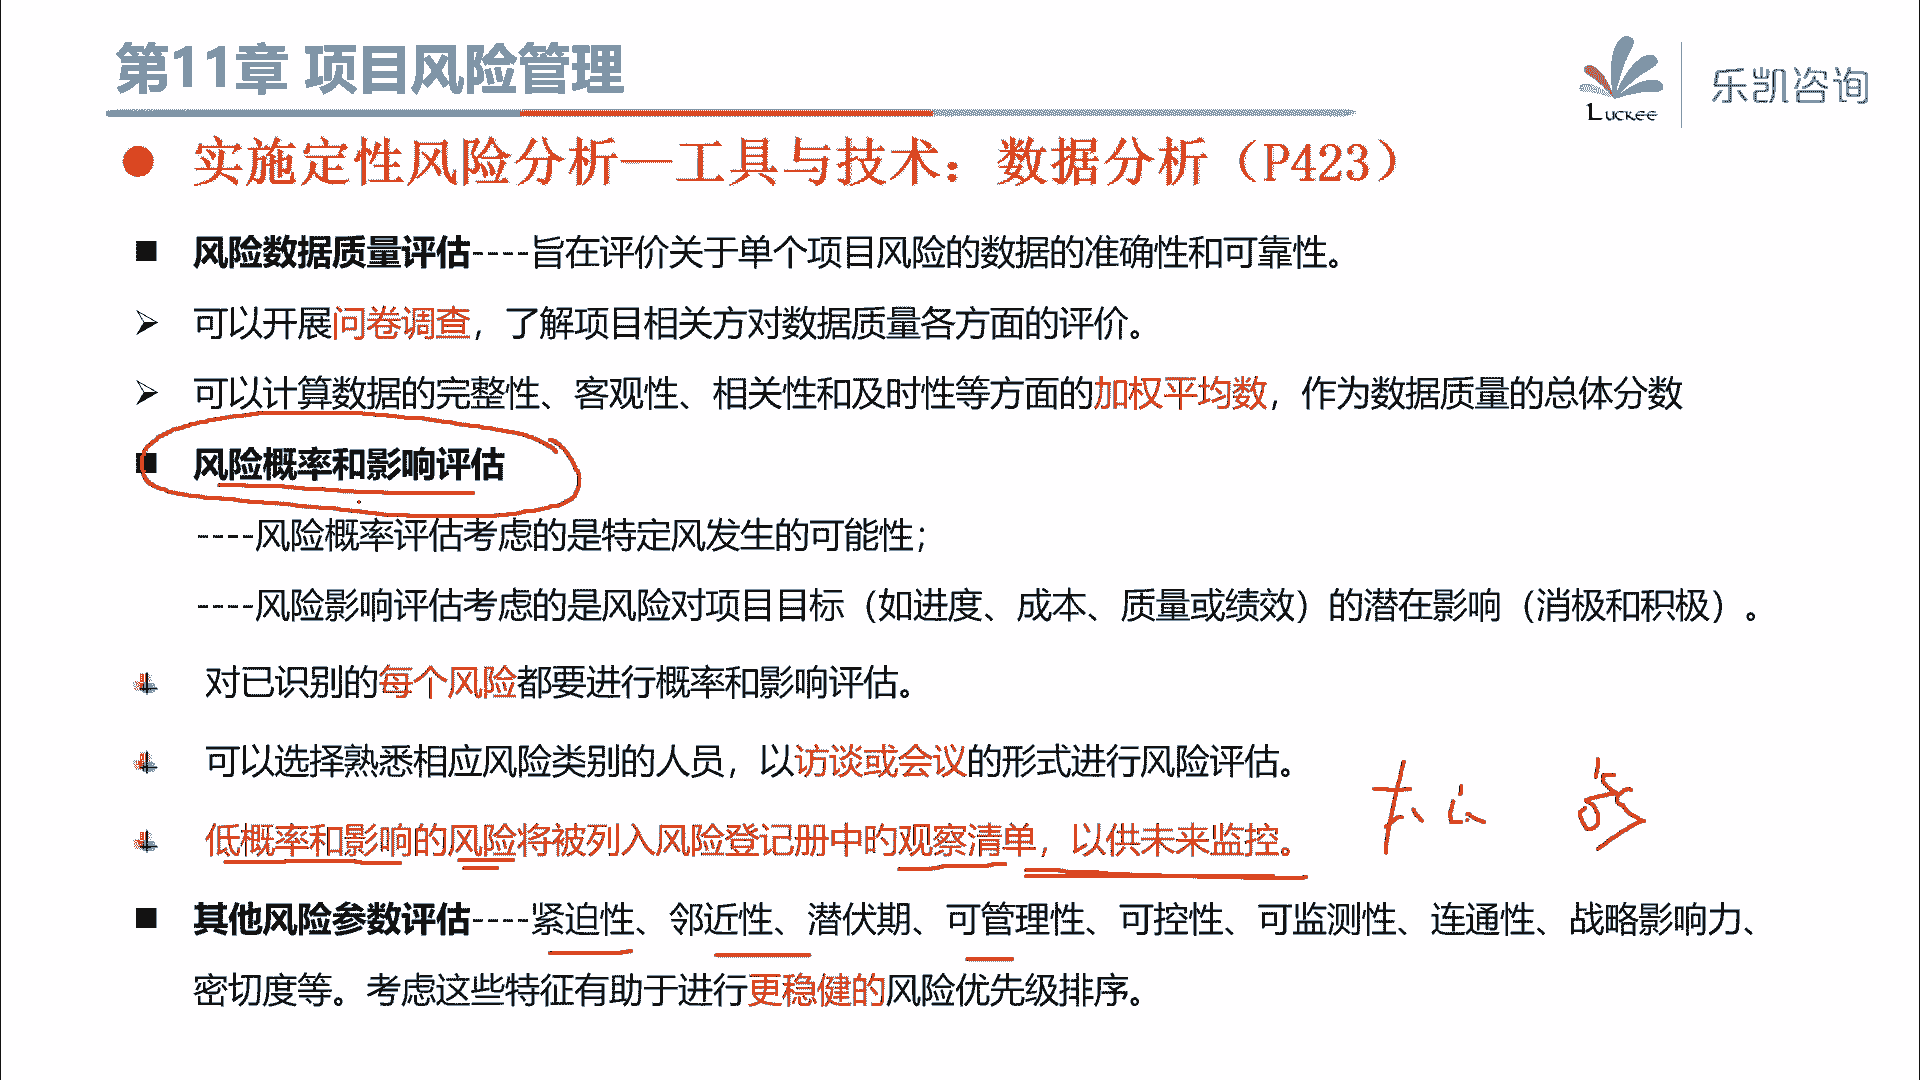 第11章 项目风险管理
LUCKEE 乐凯咨询
实施定性风险分析—工具与技术：数据分析（P423）
风险数据质量评估----旨在评价关于单个项目风险的数据的准确性和可靠性。
可以开展问卷调查，了解项目相关方对数据质量各方面的评价。
可以计算数据的完整性、客观性、相关性和及时性等方面的加权平均数，作为数据质量的总体分数
风险概率和影响评估
----风险概率评估考虑的是特定风发生的可能性；
----风险影响评估考虑的是风险对项目目标（如进度、成本、质量或绩效）的潜在影响（消极和积极）。
对已识别的每个风险都要进行概率和影响评估。
可以选择熟悉相应风险类别的人员，以访谈或会议的形式进行风险评估。
低概率和影响的风险将被列入风险登记册中的观察清单，以供未来监控。
其他风险参数评估----紧迫性、邻近性、潜伏期、可管理性、可控性、可监测性、连通性、战略影响力、
密切度等。考虑这些特征有助于进行更稳健的风险优先级排序。